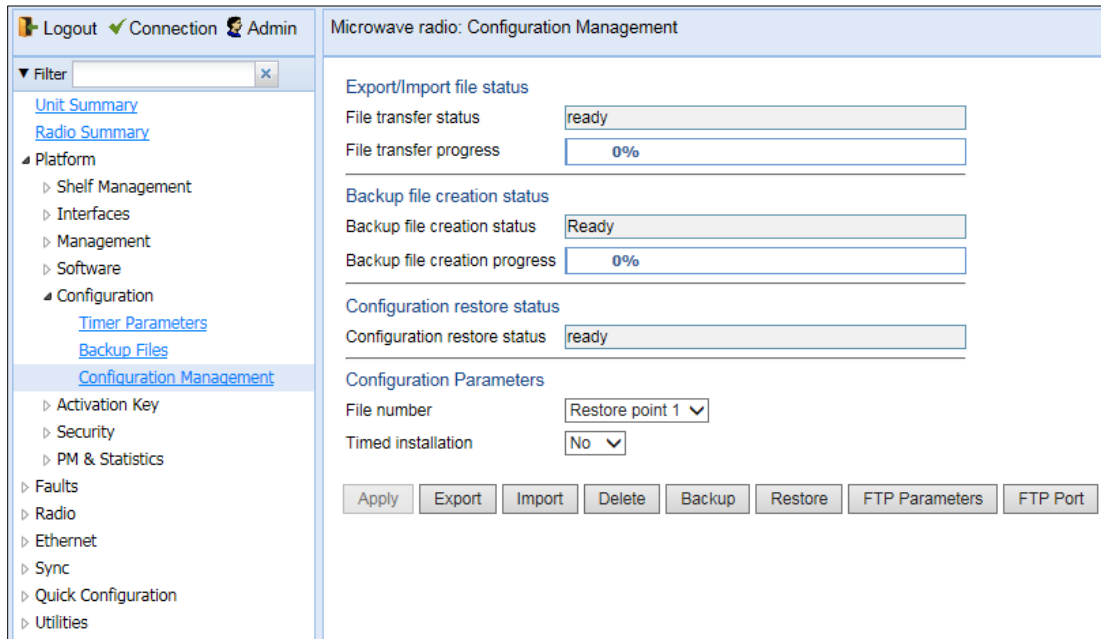 Logout Connection Admin
Filter
Unit Summary
Radio Summary
Platform
Shelf Management
Interfaces
Management
Software
Configuration
Timer Parameters
Backup Files
Configuration Management
Activation Key
Security
PM & Statistics
Faults
Radio
Ethernet
Sync
Quick Configuration
Utilities
Microwave radio: Configuration Management
Export/Import file status
File transfer status ready
File transfer progress 0%
Backup file creation status
Backup file creation status Ready
Backup file creation progress 0%
Configuration restore status
Configuration restore status ready
Configuration Parameters
File number Restore point 1
Timed installation No
Apply Export Import Delete Backup Restore FTP Parameters FTP Port